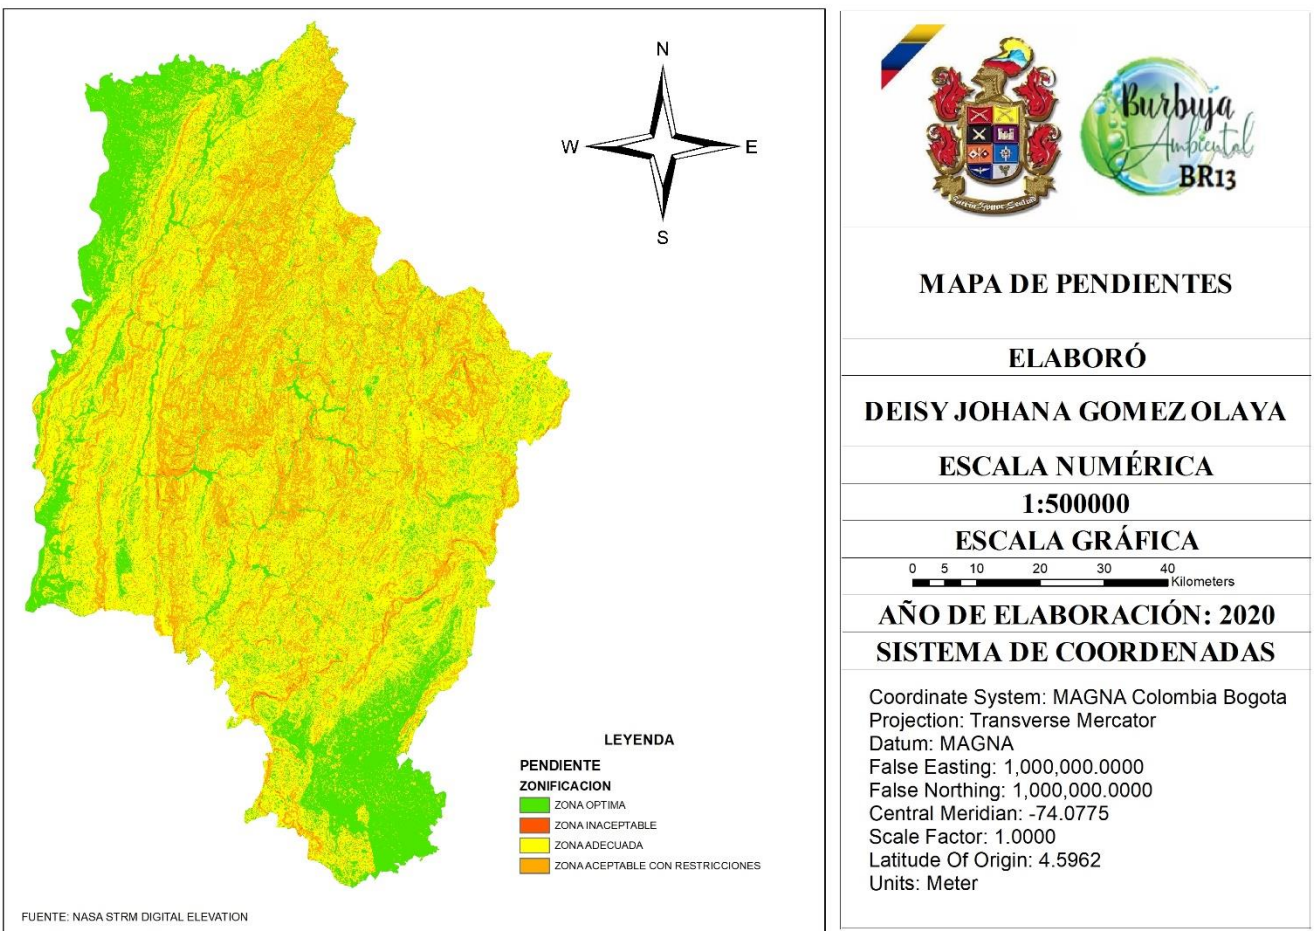 N
W
E
S
LEYENDA
PENDIENTE
ZONIFICACION
ZONA OPTIMA
ZONA INACEPTABLE
ZONA ADECUADA
ZONA ACEPTABLE CON RESTRICCIONES
FUENTE: NASA STRM DIGITAL ELEVATION
Burbuja
Ambiental
BR13
MAPA DE PENDIENTES
ELABORÓ
DEISY JOHANA GOMEZ OLAYA
ESCALA NUMÉRICA
1:500000
ESCALA GRÁFICA
0 5 10 20 30 40
Kilometers
AÑO DE ELABORACIÓN: 2020
SISTEMA DE COORDENADAS
Coordinate System: MAGNA Colombia Bogota
Projection: Transverse Mercator
Datum: MAGNA
False Easting: 1,000,000.0000
False Northing: 1,000,000.0000
Central Meridian: -74.0775
Scale Factor: 1.0000
Latitude Of Origin: 4.5962
Units: Meter